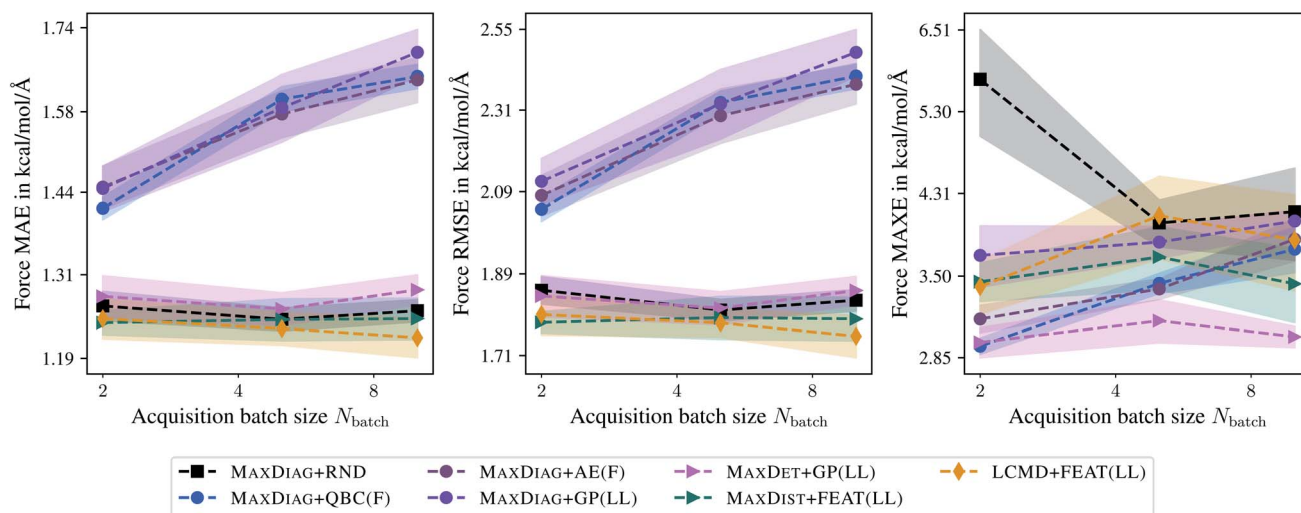 Force MAE in kcal/mol/Å
1.74
1.58
1.44
1.31
1.19
2
4
8
Acquisition batch size N_batch
Force RMSE in kcal/mol/Å
2.55
2.31
2.09
1.89
1.71
2
4
8
Acquisition batch size N_batch
Force MAXE in kcal/mol/Å
6.51
5.30
4.31
3.50
2.85
2
4
8
Acquisition batch size N_batch
MAXDIAG+RND
MAXDIAG+QBC(F)
MAXDIAG+AE(F)
MAXDIAG+GP(LL)
MAXDET+GP(LL)
MAXDIST+FEAT(LL)
LCMD+FEAT(LL)